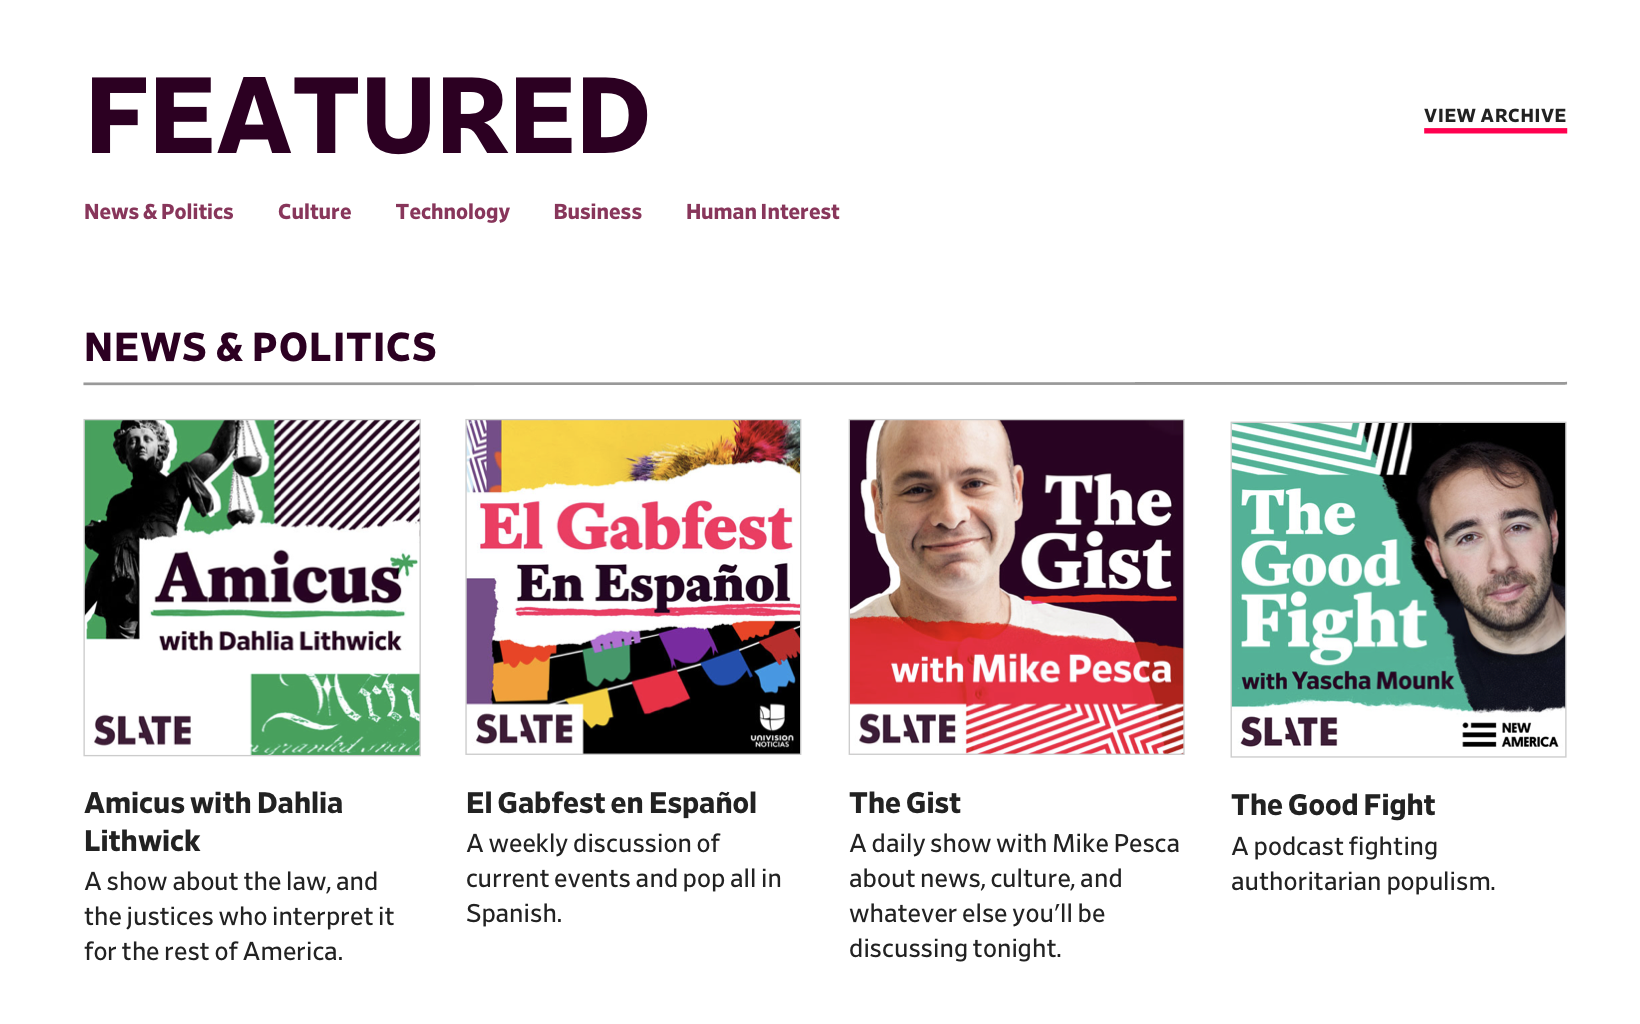 FEATURED
VIEW ARCHIVE
News & Politics Culture Technology Business Human Interest
NEWS & POLITICS
Amicus*
with Dahlia Lithwick
SLATE
El Gabfest
En Español
SLATE
UNIVISION
NOTICIAS
The
Gist
with Mike Pesca
SLATE
The
Good
Fight
with Yascha Mounk
SLATE
NEW
AMERICA
Amicus with Dahlia
Lithwick
A show about the law, and
the justices who interpret it
for the rest of America.
El Gabfest en Español
A weekly discussion of
current events and pop all in
Spanish.
The Gist
A daily show with Mike Pesca
about news, culture, and
whatever else you’ll be
discussing tonight.
The Good Fight
A podcast fighting
authoritarian populism.